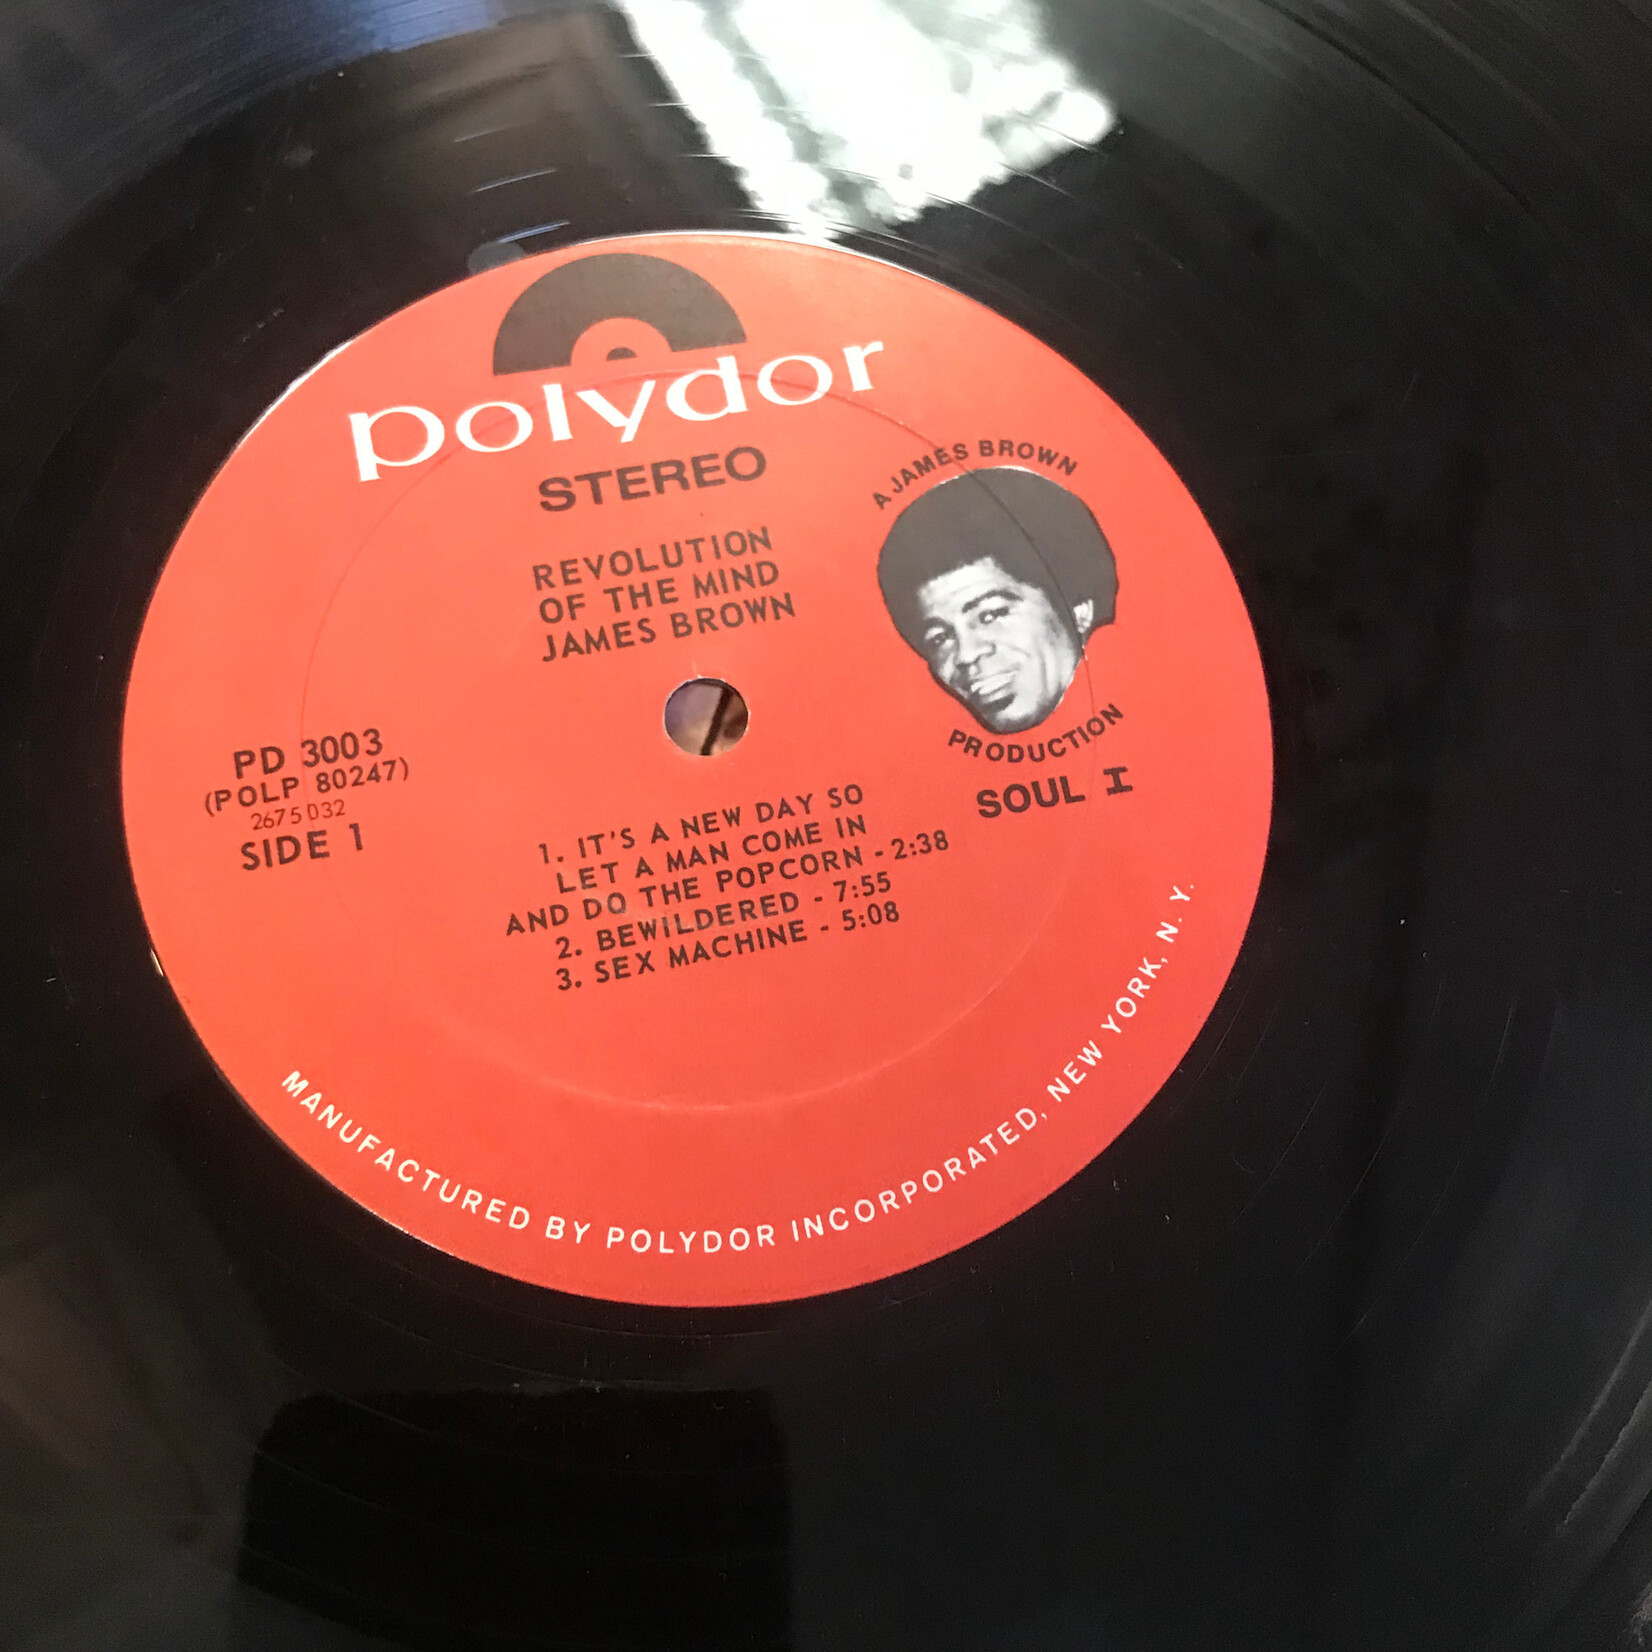 polydor
STEREO
A JAMES BROWN
PRODUCTION
SOUL I
REVOLUTION
OF THE MIND
JAMES BROWN
PD 3003
(POLP 80247)
2675032
SIDE 1
1. IT'S A NEW DAY SO
LET A MAN COME IN
AND DO THE POPCORN - 2:38
2. BEWILDERED - 7:55
3. SEX MACHINE - 5:08
MANUFACTURED BY POLYDOR INCORPORATED, NEW YORK, N. Y.